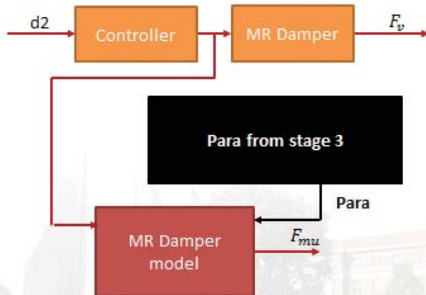 d2
Controller
MR Damper
F_v
Para from stage 3
Para
MR Damper
model
F_mu